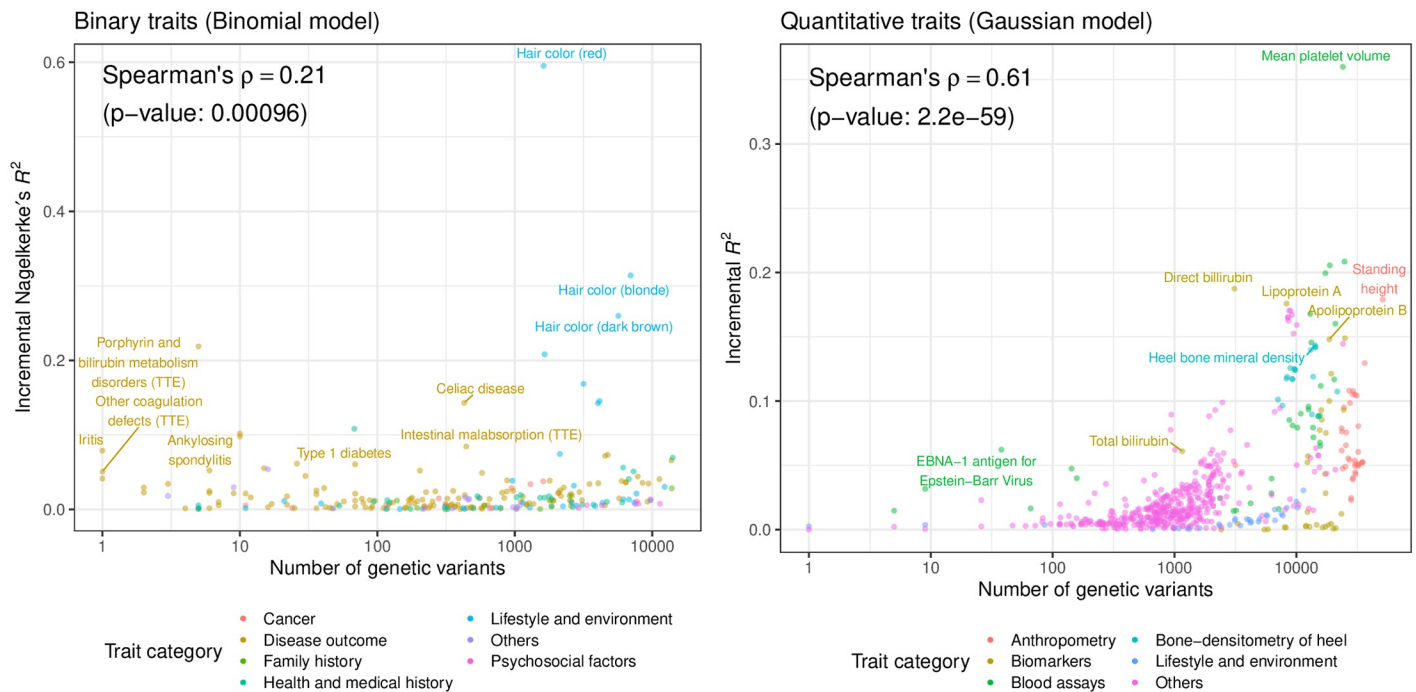 Binary traits (Binomial model)
Spearman's ρ = 0.21
(p−value: 0.00096)
Hair color (red)
Hair color (blonde)
Hair color (dark brown)
Porphyrin and
bilirubin metabolism
disorders (TTE)
Other coagulation
defects (TTE)
Iritis
Ankylosing
spondylitis
Type 1 diabetes
Celiac disease
Intestinal malabsorption (TTE)
Incremental Nagelkerke's R²
0.6
0.4
0.2
0.0
1
10
100
1000
10000
Number of genetic variants
Trait category
Cancer
Disease outcome
Family history
Health and medical history
Lifestyle and environment
Others
Psychosocial factors
Quantitative traits (Gaussian model)
Spearman's ρ = 0.61
(p−value: 2.2e−59)
Mean platelet volume
Direct billirubin
Standing
height
Lipoprotein A
Apolipoprotein B
Heel bone mineral density
Total bilirubin
EBNA−1 antigen for
Epstein−Barr Virus
Incremental R²
0.3
0.2
0.1
0.0
1
10
100
1000
10000
Number of genetic variants
Trait category
Anthropometry
Biomarkers
Blood assays
Bone−densitometry of heel
Lifestyle and environment
Others